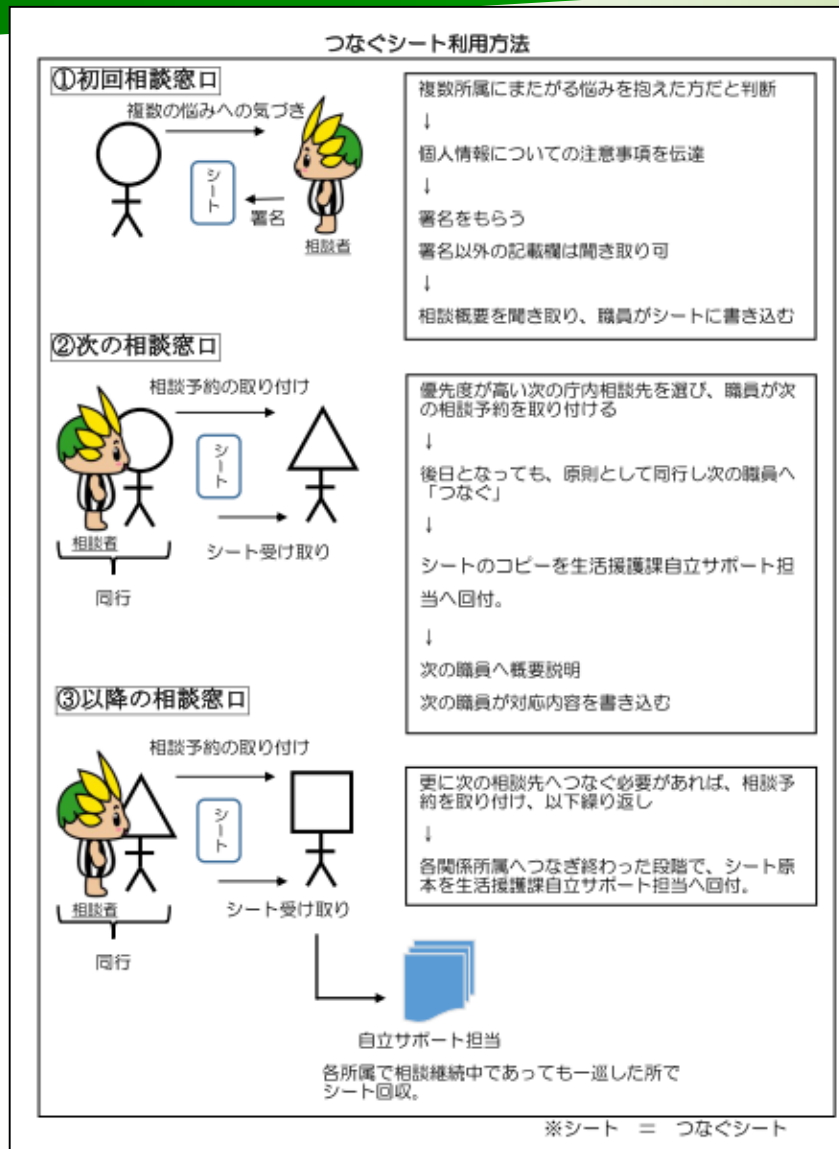 つなぐシート利用方法
①初回相談窓口
複数の悩みへの気づき
シート
署名
相談者
複数所属にまたがる悩みを抱えた方だと判断
↓
個人情報についての注意事項を伝達
↓
署名をもらう
署名以外の記載欄は聞き取り可
↓
相談概要を聞き取り、職員がシートに書き込む
②次の相談窓口
相談予約の取り付け
シート
相談者
シート受け取り
同行
優先度が高い次の庁内相談先を選び、職員が次
の相談予約を取り付ける
↓
後日となっても、原則として同行し次の職員へ
「つなぐ」
↓
シートのコピーを生活援護課自立サポート担
当へ回付。
↓
次の職員へ概要説明
次の職員が対応内容を書き込む
③以降の相談窓口
相談予約の取り付け
シート
相談者
シート受け取り
同行
更に次の相談先へつなぐ必要があれば、相談予
約を取り付け、以下繰り返し
↓
各関係所属へつなぎ終わった段階で、シート原
本を生活援護課自立サポート担当へ回付。
自立サポート担当
各所属で相談継続中であっても一巡した所で
シート回収。
※シート ＝ つなぐシート